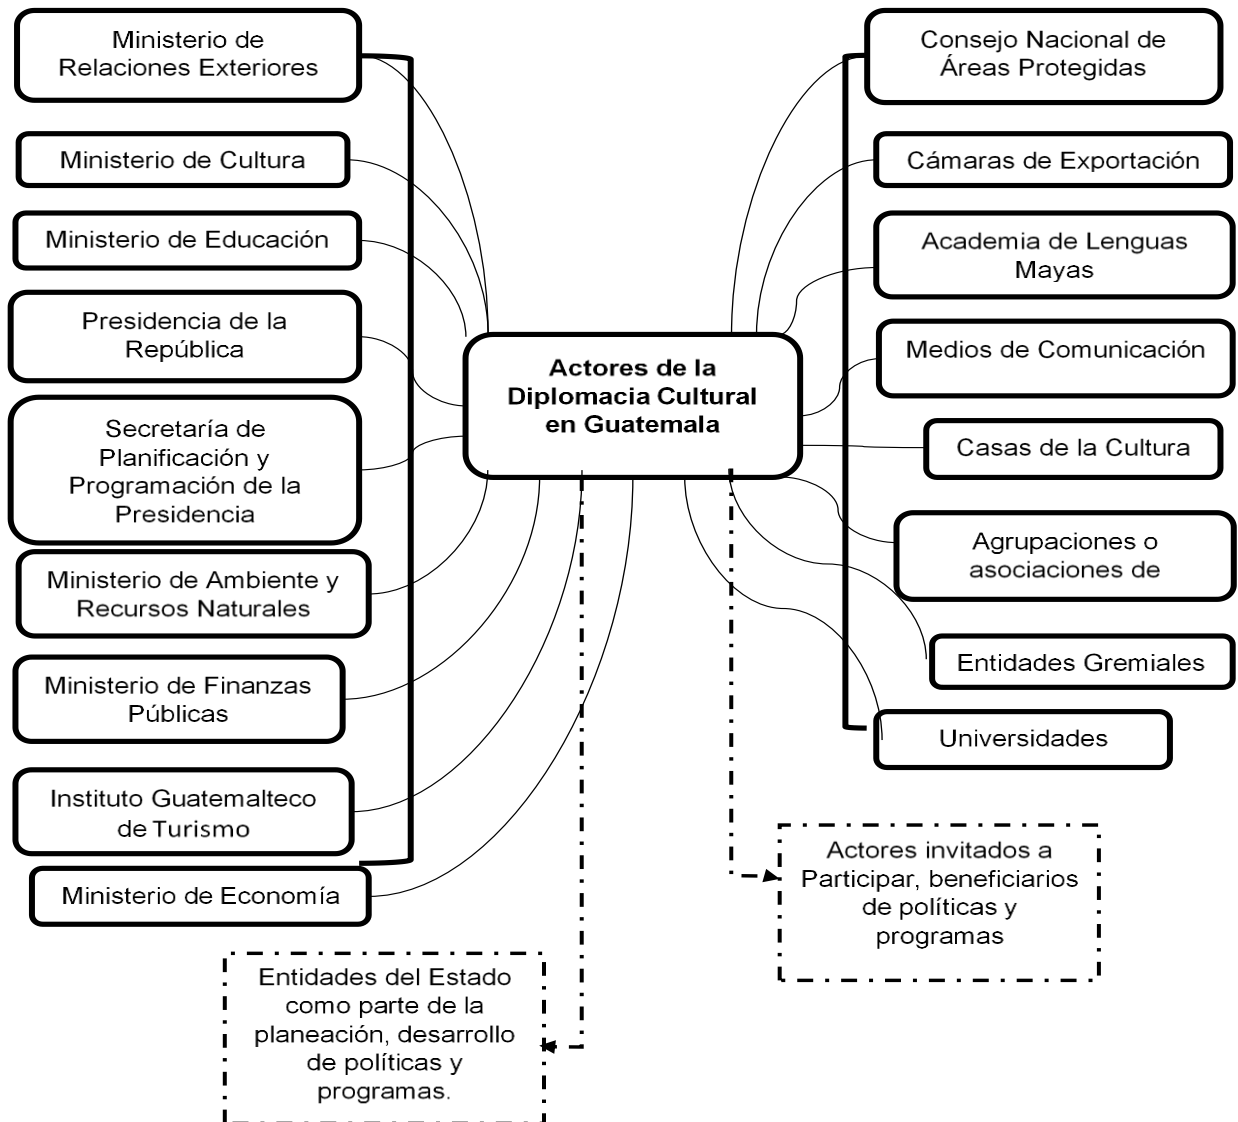 Ministerio de
Relaciones Exteriores
Ministerio de Cultura
Ministerio de Educación
Presidencia de la
República
Secretaría de
Planificación y
Programación de la
Presidencia
Ministerio de Ambiente y
Recursos Naturales
Ministerio de Finanzas
Públicas
Instituto Guatemalteco
de Turismo
Ministerio de Economía
Actores de la
Diplomacia Cultural
en Guatemala
Consejo Nacional de
Áreas Protegidas
Cámaras de Exportación
Academia de Lenguas
Mayas
Medios de Comunicación
Casas de la Cultura
Agrupaciones o
asociaciones de
Entidades Gremiales
Universidades
Actores invitados a
Participar, beneficiarios
de políticas y
programas
Entidades del Estado
como parte de la
planeación, desarrollo
de políticas y
programas.